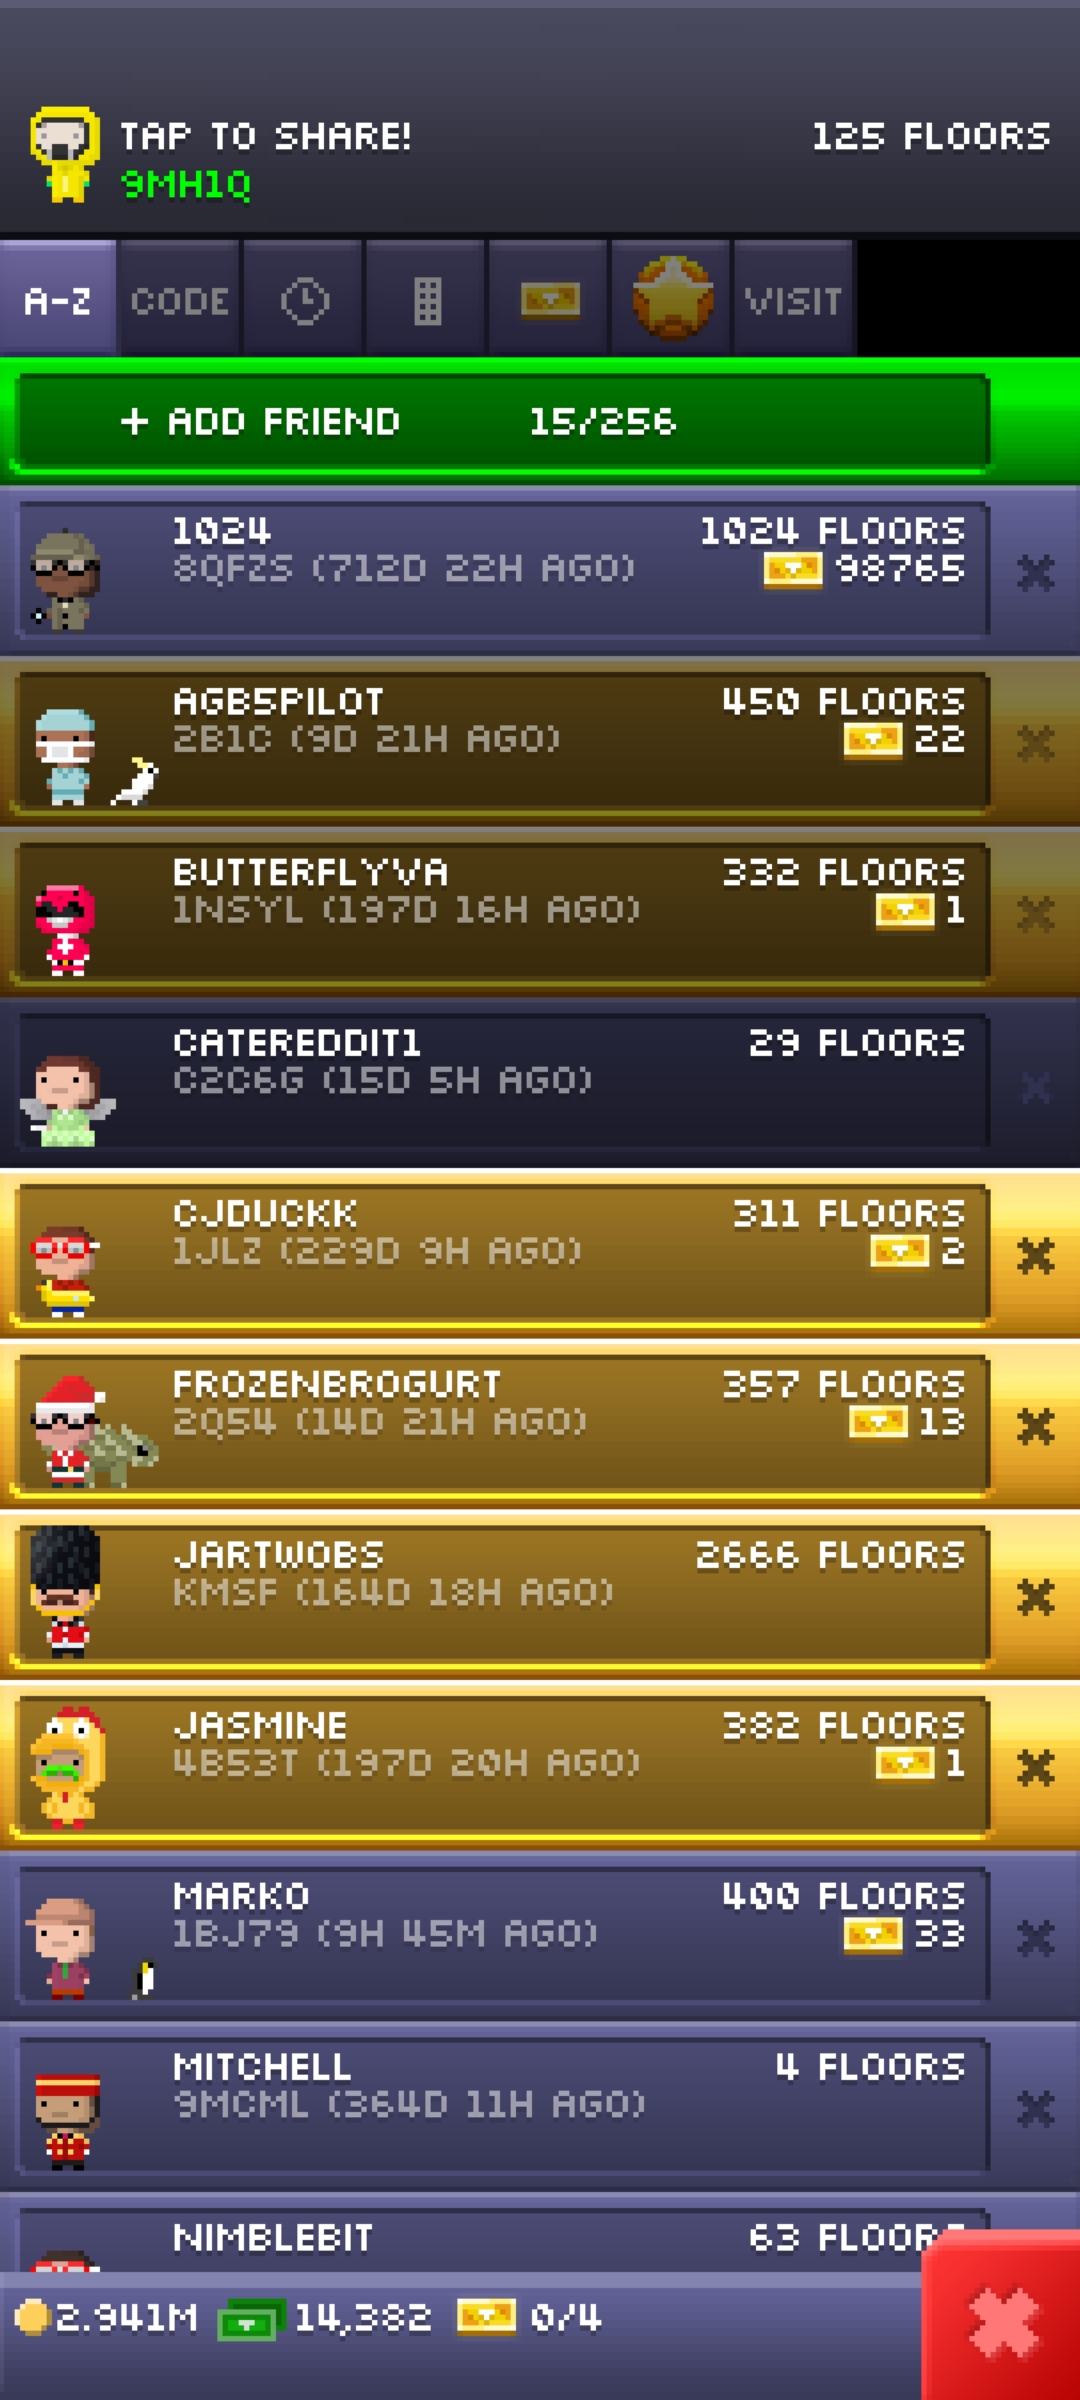 TAP TO SHARE! 125 FLOORS
9MH1Q
A-Z CODE VISIT
+ ADD FRIEND 15/256
1024 1024 FLOORS
8QFZS (712D 22H AGO) 98765
AGB5PILOT 450 FLOORS
2B1C (9D 21H AGO) 22
BUTTERFLYVA 332 FLOORS
1NSYL (197D 16H AGO) 1
CATEREDDIT1 29 FLOORS
C2C6G (15D 5H AGO)
CJDUCKK 311 FLOORS
1JLZ (229D 9H AGO) 2
FROZENBROGURT 357 FLOORS
2Q54 (14D 21H AGO) 13
JARTWOBS 2666 FLOORS
KMSF (164D 18H AGO)
JASMINE 382 FLOORS
4B53T (197D 20H AGO) 1
MARKO 400 FLOORS
1BJ79 (9H 45M AGO) 33
MITCHELL 4 FLOORS
9MCML (364D 11H AGO)
NIMBLEBIT 63 FLOORS
2.941M 14,382 0/4